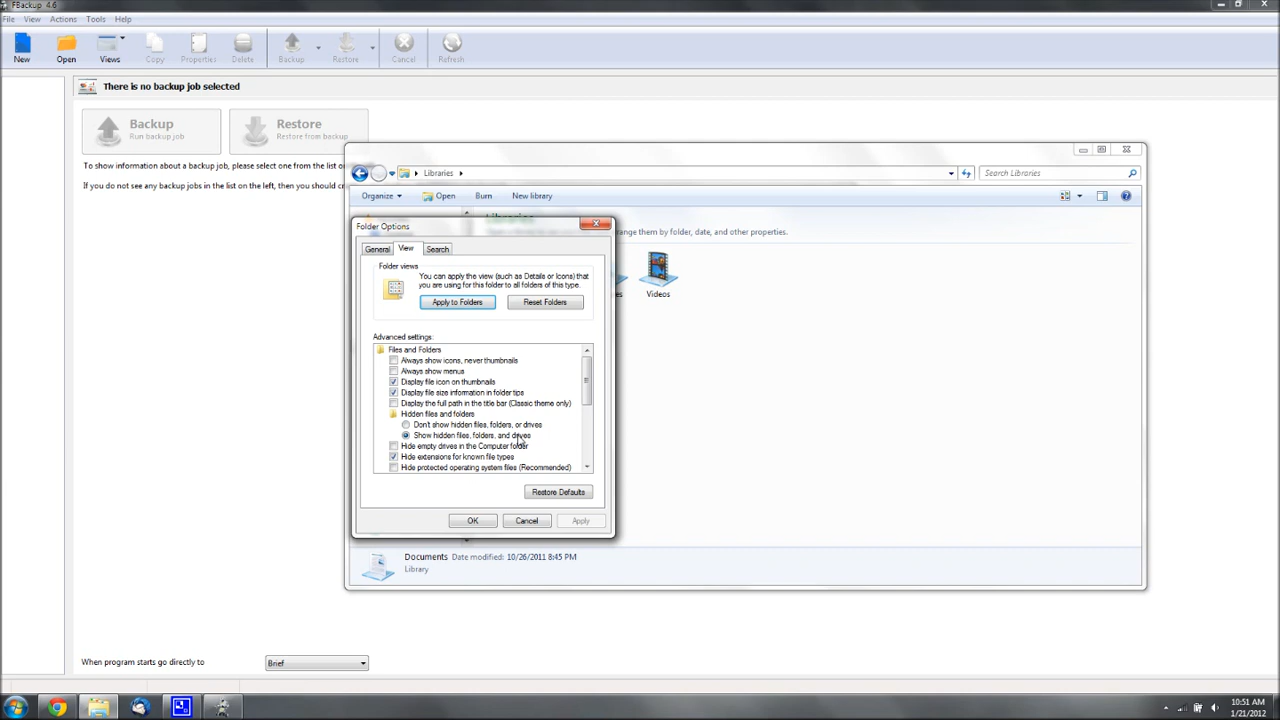 FBackup 4.6
File View Actions Tools Help
New Open Views Copy Properties Delete Backup Restore Cancel Refresh
There is no backup job selected
Backup
Run backup job
Restore
Restore from backup
To show information about a backup job, please select one from the list
If you do not see any backup jobs in the list on the left, then you should
Libraries
Search Libraries
Organize Open Burn New library
Libraries
folder, date, and other properties.
Videos
Folder Options
General View Search
Folder views
You can apply the view (such as Details or Icons) that
you are using for this folder to all folders of this type.
Apply to Folders Reset Folders
Advanced settings:
Files and Folders
Always show icons, never thumbnails
Always show menus
Display file icon on thumbnails
Display file size information in folder tips
Display the full path in the title bar (Classic theme only)
Hidden files and folders
Don't show hidden files, folders, or drives
Show hidden files, folders, and drives
Hide empty drives in the Computer folder
Hide extensions for known file types
Hide protected operating system files (Recommended)
Restore Defaults
OK Cancel Apply
Documents Date modified: 10/26/2011 8:45 PM
Library
When program starts go directly to Brief
10:51 AM
1/21/2012